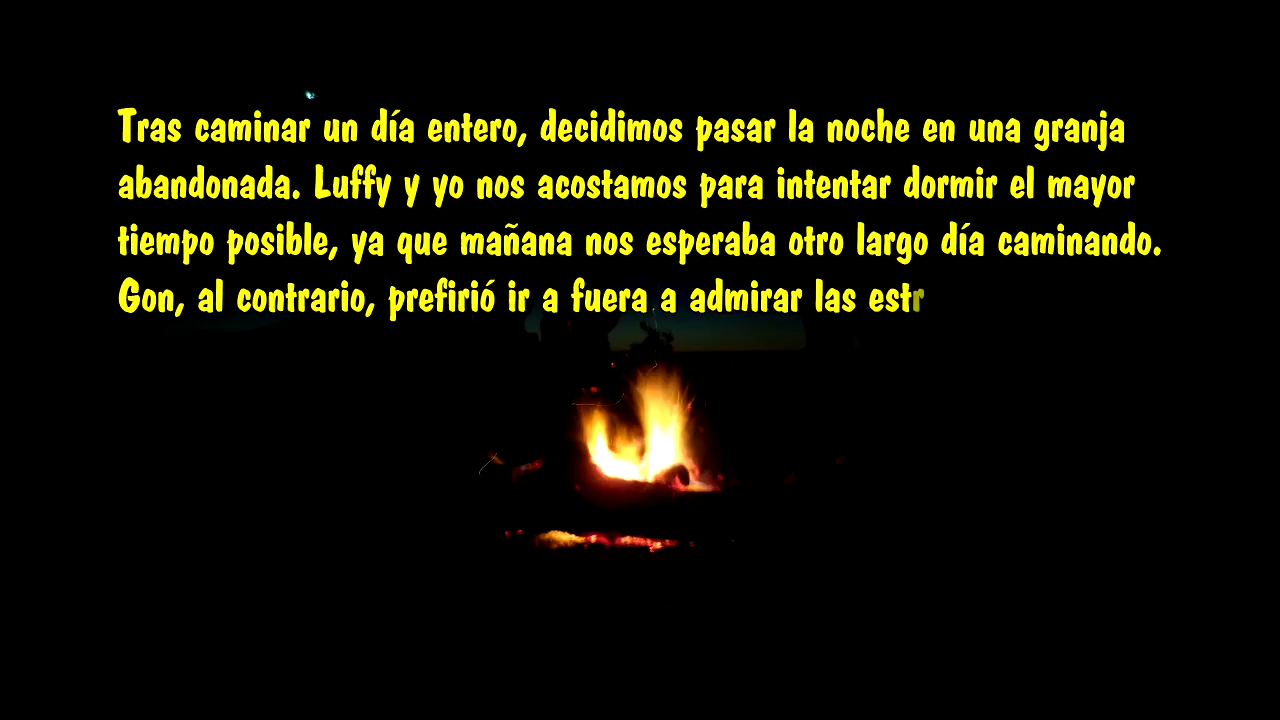 Tras caminar un día entero, decidimos pasar la noche en una granja
abandonada. Luffy y yo nos acostamos para intentar dormir el mayor
tiempo posible, ya que mañana nos esperaba otro largo día caminando.
Gon, al contrario, prefirió ir a fuera a admirar las estr